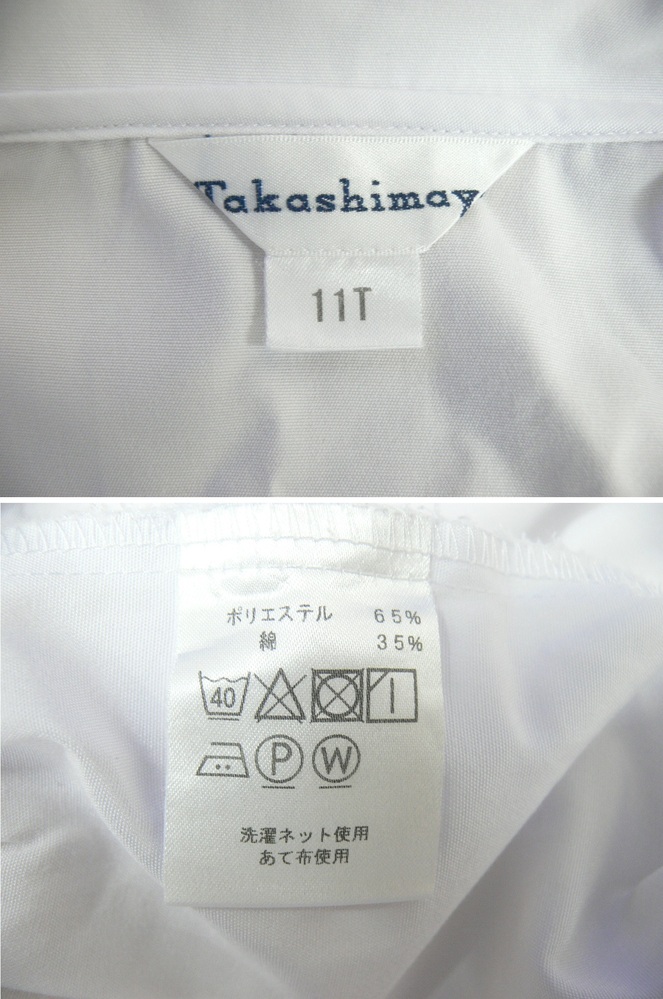 Takashimay
11T
ポリエステル 65%
綿 35%
40
P W
洗濯ネット使用
あて布使用